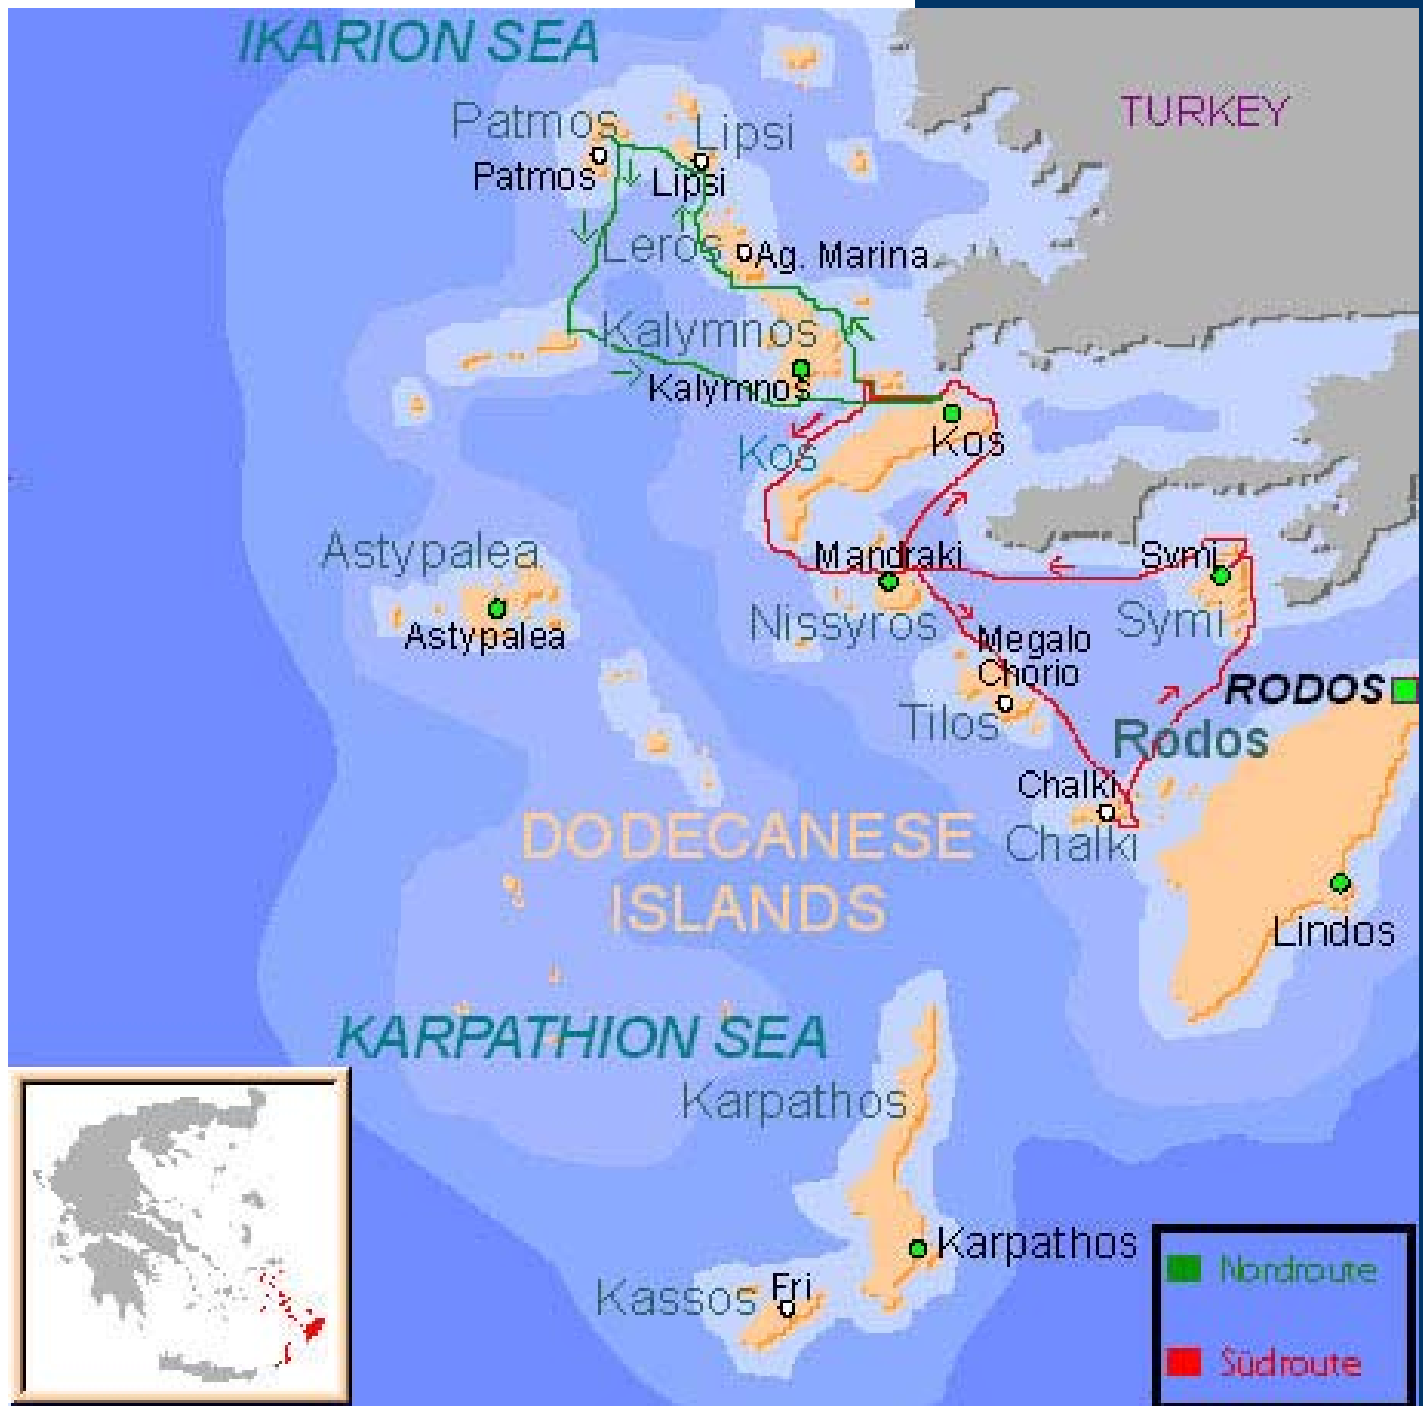 IKARION SEA
TURKEY
Patmos
Lipsi
Patmos
Lipsi
Leros
Ag. Marina
Kalymnos
Kalymnos
Kos
Kos
Astypalea
Mandraki
Symi
Astypalea
Nissyros
Symi
Megalo
Chorio
RODOS
Tilos
Rodos
Chalki
Chalki
DODECANESE
ISLANDS
Lindos
KARPATHION SEA
Karpathos
Karpathos
Kassos
Fri
Nordroute
Südroute